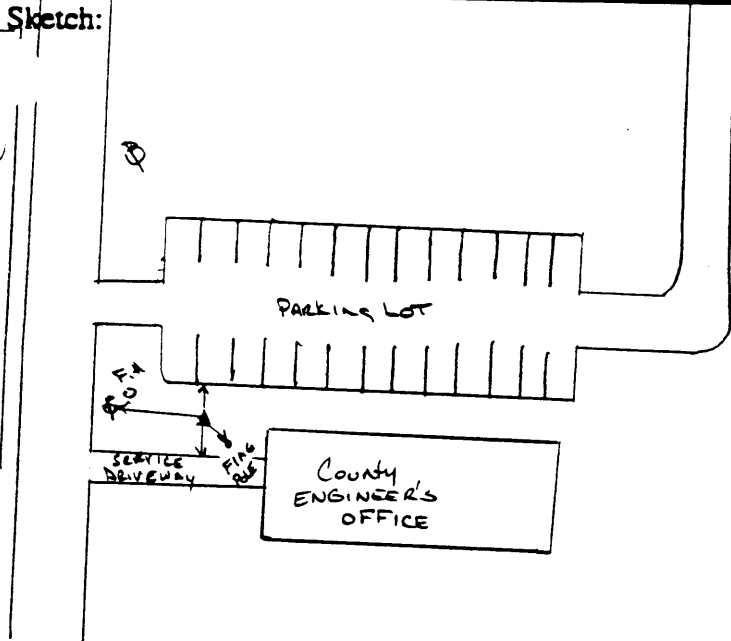 Sketch:
PARKING LOT
F.H
SERVICE
DRIVEWAY
FLAG
POLE
County
ENGINEER'S
OFFICE